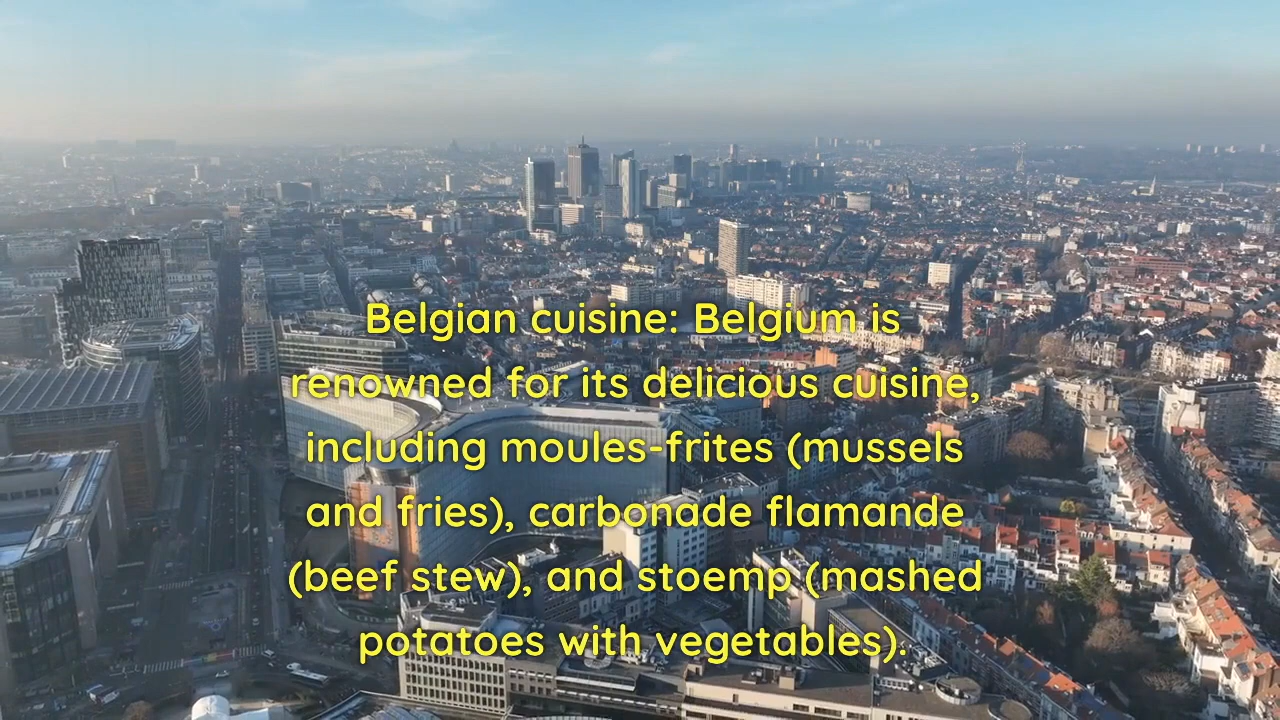 Belgian cuisine: Belgium is
renowned for its delicious cuisine,
including moules-frites (mussels
and fries), carbonade flamande
(beef stew), and stoemp (mashed
potatoes with vegetables).